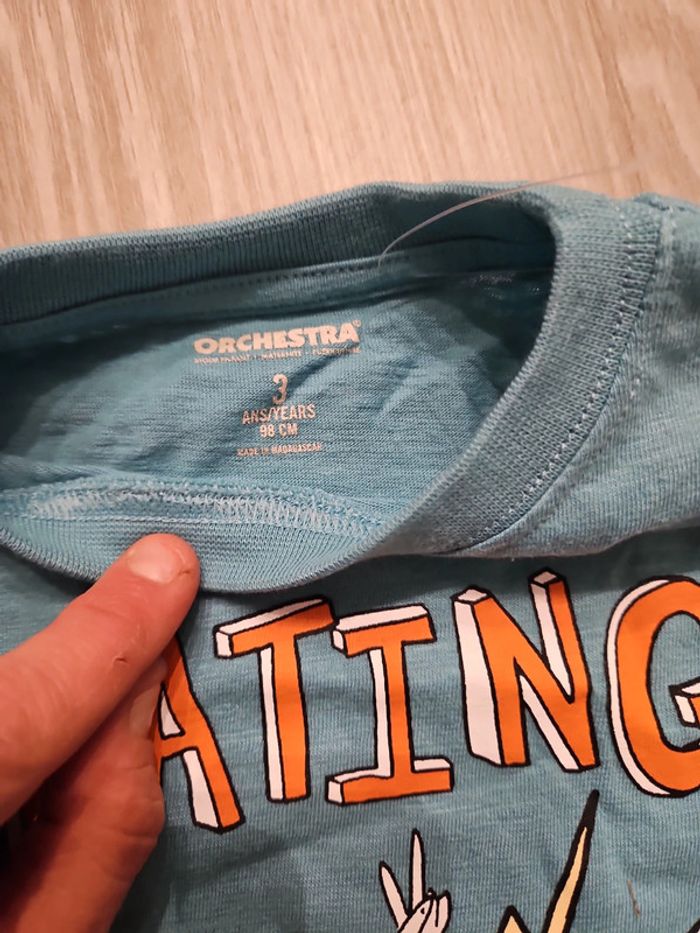 ORCHESTRA®
3
ANS/YEARS
98 CM
MADE IN MADAGASCAR
ATING